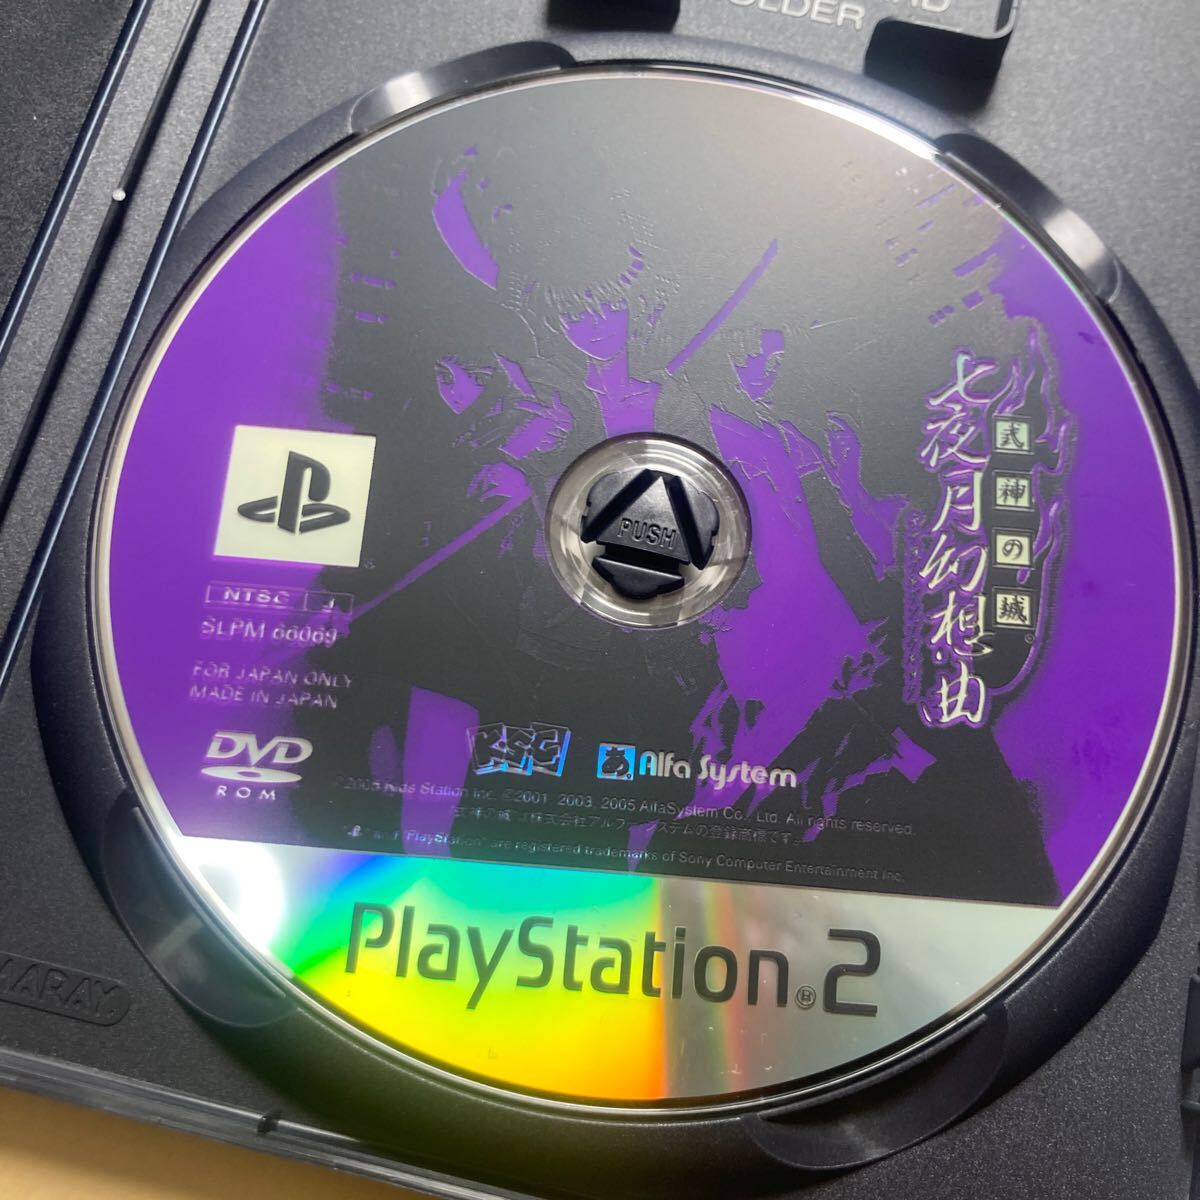 OLDER
式神の城
七夜月幻想曲
PUSH
NTSC J
SLPM 66069
FOR JAPAN ONLY
MADE IN JAPAN
DVD
ROM
KSC
Alfa System
©2005 Kids Station Inc. ©2001, 2003, 2005 AlfaSystem Co., Ltd. All rights reserved.
式神の城は株式会社アルファ・システムの登録商標です。
" " and "PlayStation" are registered trademarks of Sony Computer Entertainment Inc.
PlayStation®2